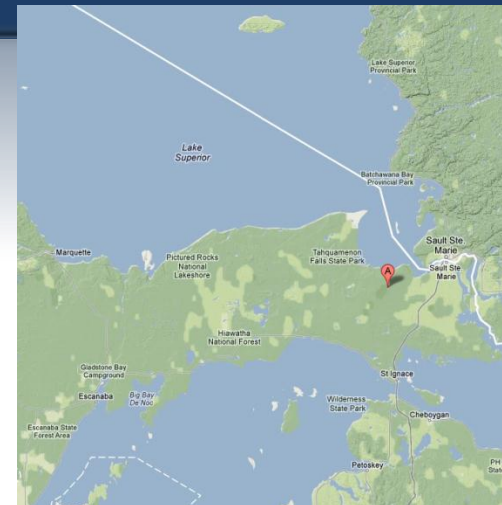 Lake Superior
Provincial Park
Lake
Superior
Batchawana Bay
Provincial Park
Sault Ste
Marie
Marquette
Pictured Rocks
National
Lakeshore
Tahquamenon
Falls State Park
A
Sault Ste
Marie
Hiawatha
National Forest
Gladstone Bay
Campground
St Ignace
Escanaba
Big Bay
De Noc
Wilderness
State Park
Cheboygan
Escanaba State
Forest Area
Petoskey
PH
Stat